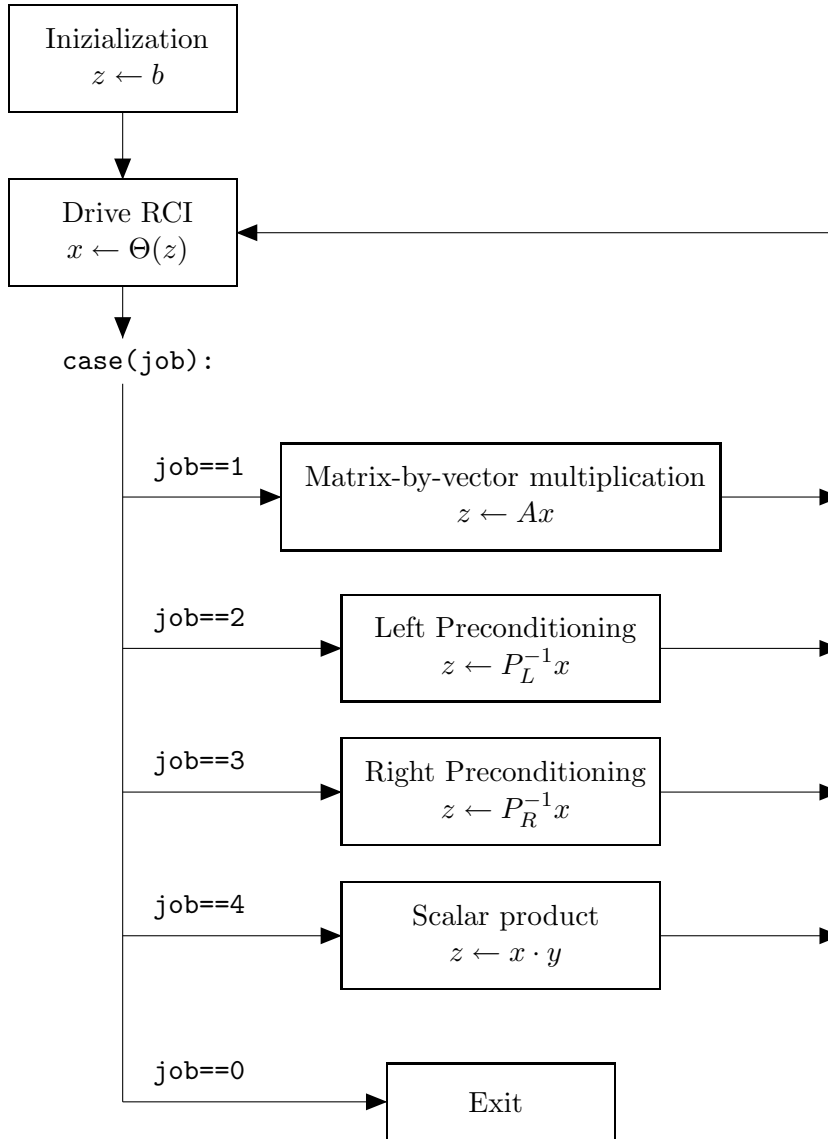 Inizialization
z ← b
Drive RCI
x ← Θ(z)
case(job):
job==1
Matrix-by-vector multiplication
z ← Ax
job==2
Left Preconditioning
z ← P_L^{-1}x
job==3
Right Preconditioning
z ← P_R^{-1}x
job==4
Scalar product
z ← x · y
job==0
Exit